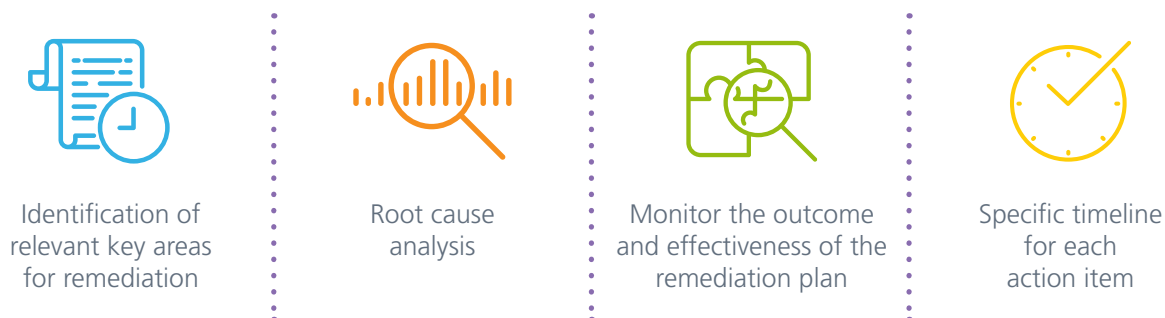 Identification of
relevant key areas
for remediation
Root cause
analysis
Monitor the outcome
and effectiveness of the
remediation plan
Specific timeline
for each
action item